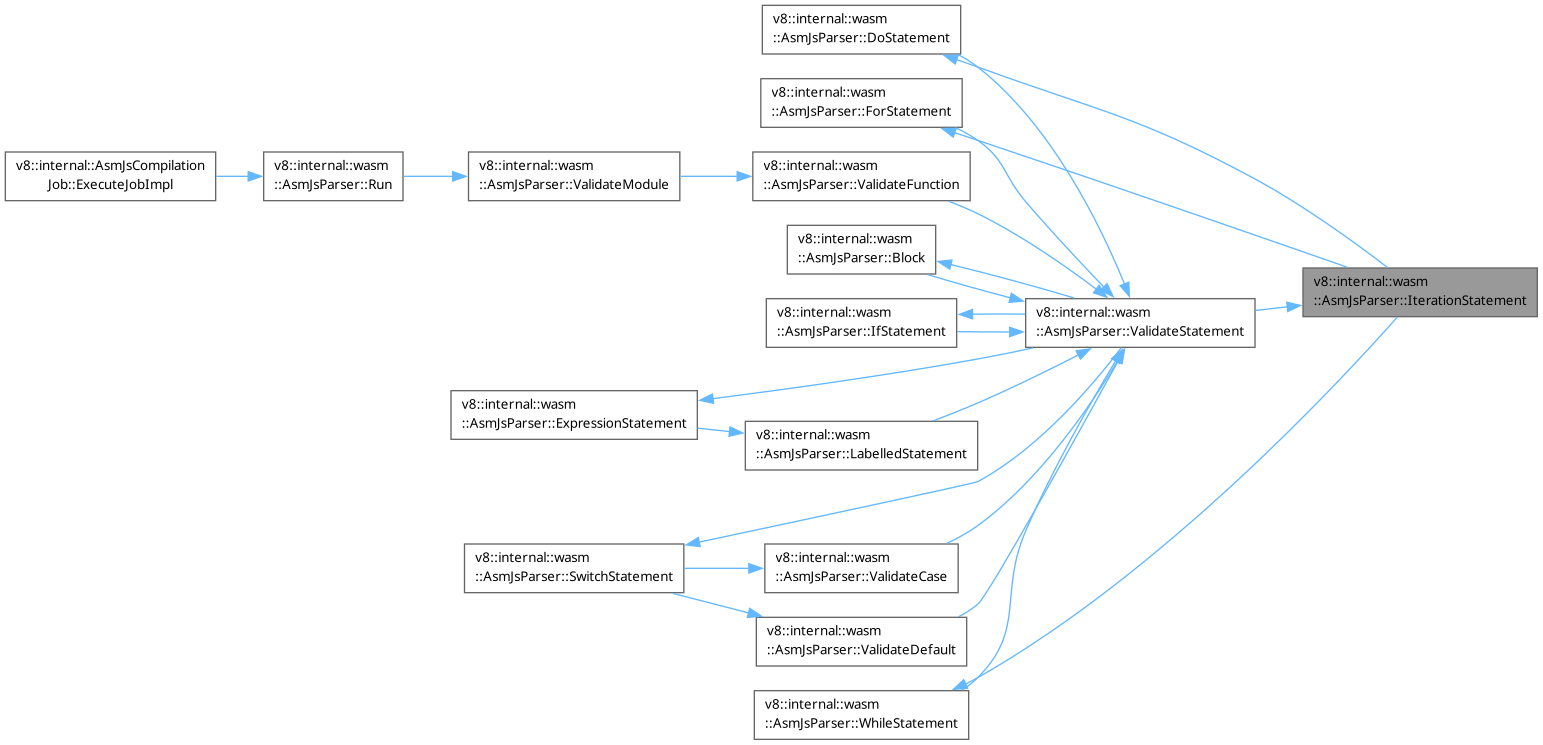 v8::internal::wasm
::AsmJsParser::DoStatement
v8::internal::wasm
::AsmJsParser::ForStatement
v8::internal::AsmJsCompilation
Job::ExecuteJobImpl
v8::internal::wasm
::AsmJsParser::Run
v8::internal::wasm
::AsmJsParser::ValidateModule
v8::internal::wasm
::AsmJsParser::ValidateFunction
v8::internal::wasm
::AsmJsParser::Block
v8::internal::wasm
::AsmJsParser::IterationStatement
v8::internal::wasm
::AsmJsParser::IfStatement
v8::internal::wasm
::AsmJsParser::ValidateStatement
v8::internal::wasm
::AsmJsParser::ExpressionStatement
v8::internal::wasm
::AsmJsParser::LabelledStatement
v8::internal::wasm
::AsmJsParser::SwitchStatement
v8::internal::wasm
::AsmJsParser::ValidateCase
v8::internal::wasm
::AsmJsParser::ValidateDefault
v8::internal::wasm
::AsmJsParser::WhileStatement